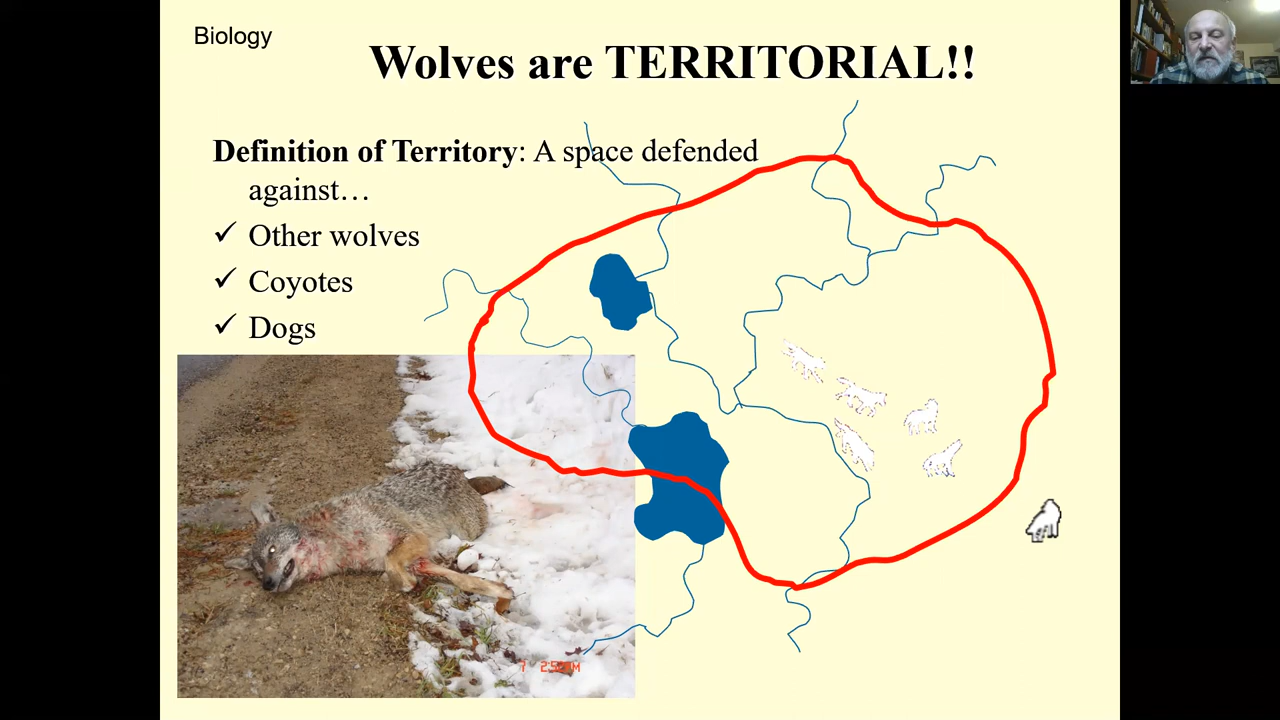 Biology
Wolves are TERRITORIAL!!
Definition of Territory: A space defended
against…
✓ Other wolves
✓ Coyotes
✓ Dogs